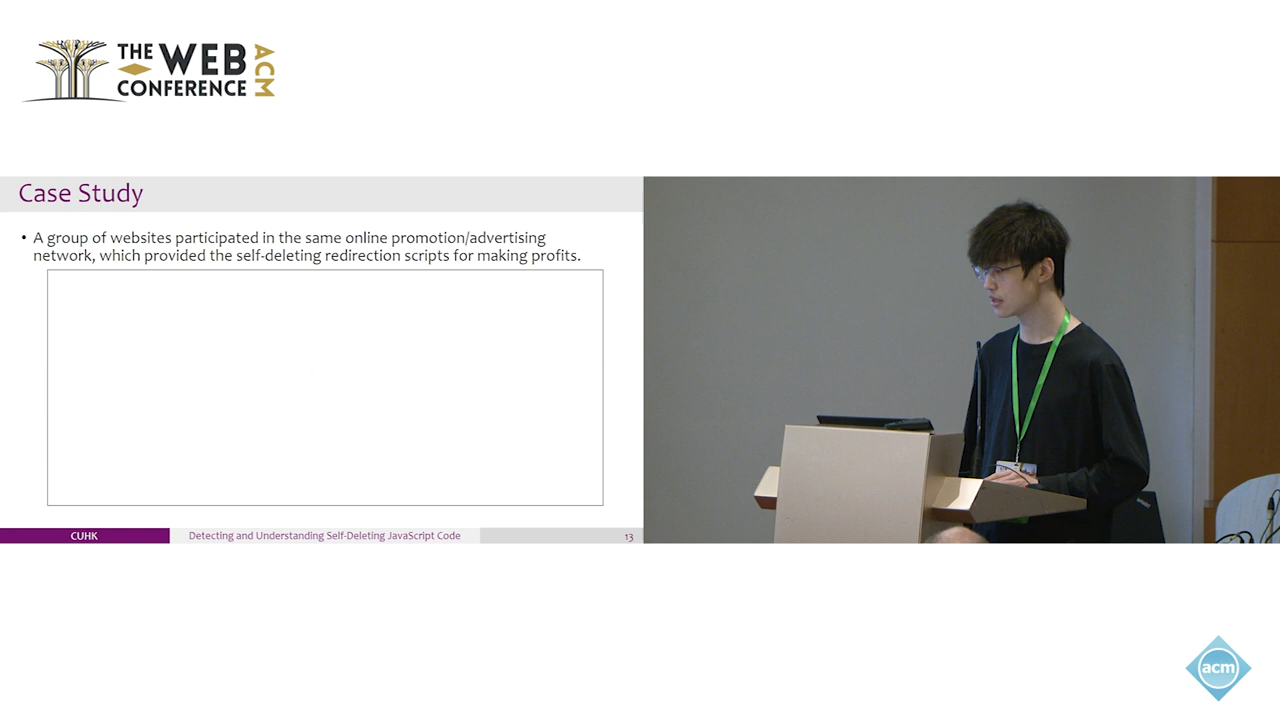 THE WEB
CONFERENCE
ACM
Case Study
• A group of websites participated in the same online promotion/advertising
network, which provided the self-deleting redirection scripts for making profits.
CUHK
Detecting and Understanding Self-Deleting JavaScript Code
13
acm